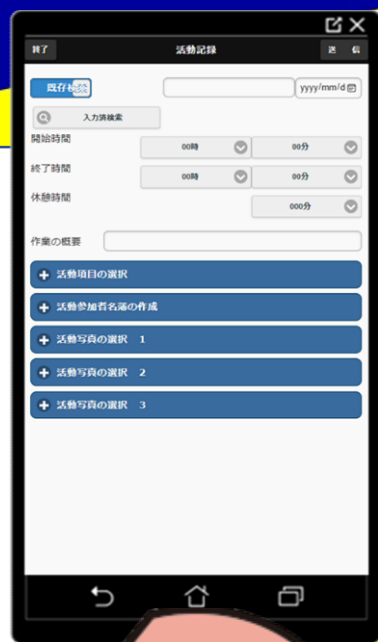 終了 活動記録 送 信
既存検索 yyyy/mm/d
入力済検索
開始時間 00時 00分
終了時間 00時 00分
休憩時間 000分
作業の概要
活動項目の選択
活動参加者名簿の作成
活動写真の選択 1
活動写真の選択 2
活動写真の選択 3